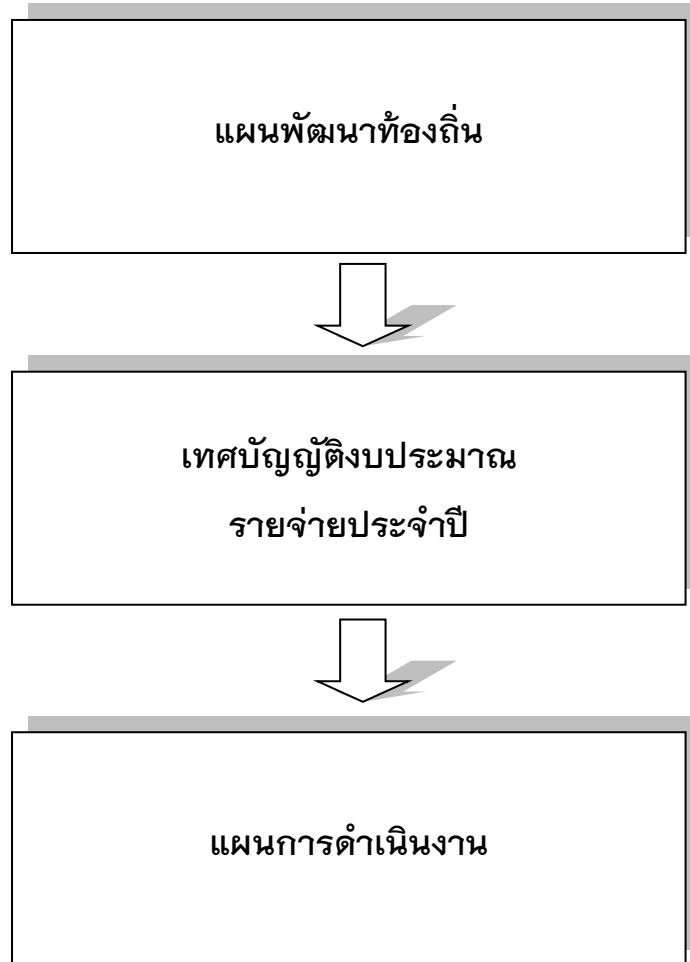 แผนพัฒนาท้องถิ่น
เทศบัญญัติงบประมาณ
รายจ่ายประจำปี
แผนการดำเนินงาน